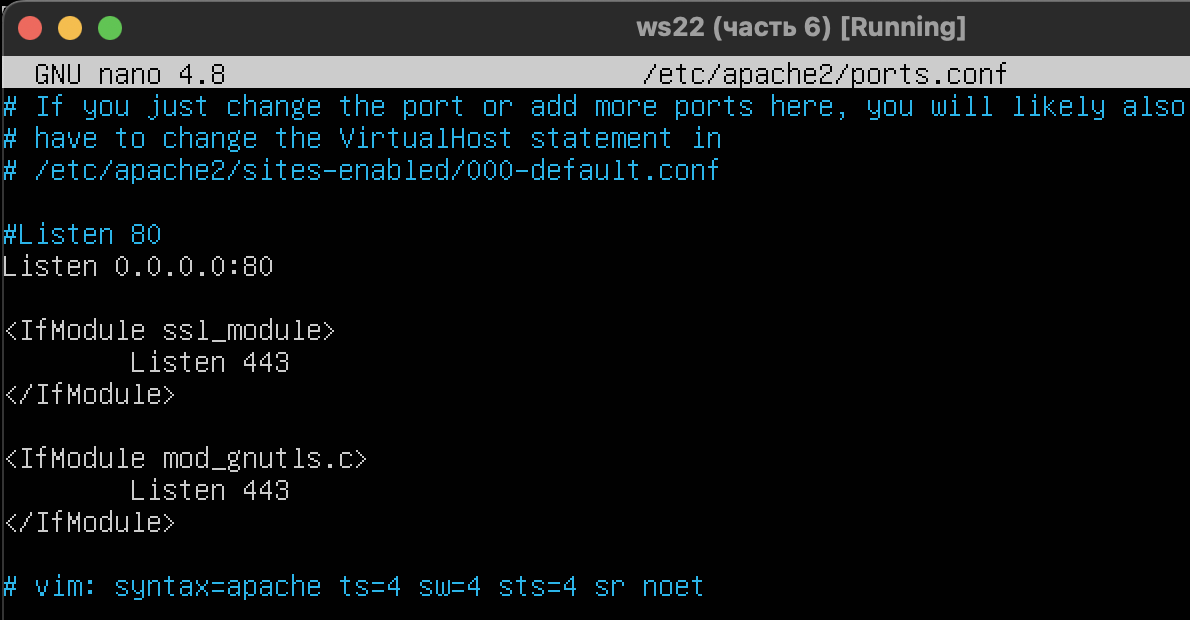 ws22 (часть 6) [Running]
GNU nano 4.8 /etc/apache2/ports.conf
# If you just change the port or add more ports here, you will likely also
# have to change the VirtualHost statement in
# /etc/apache2/sites-enabled/000-default.conf
#Listen 80
Listen 0.0.0.0:80
<IfModule ssl_module>
Listen 443
</IfModule>
<IfModule mod_gnutls.c>
Listen 443
</IfModule>
# vim: syntax=apache ts=4 sw=4 sts=4 sr noet